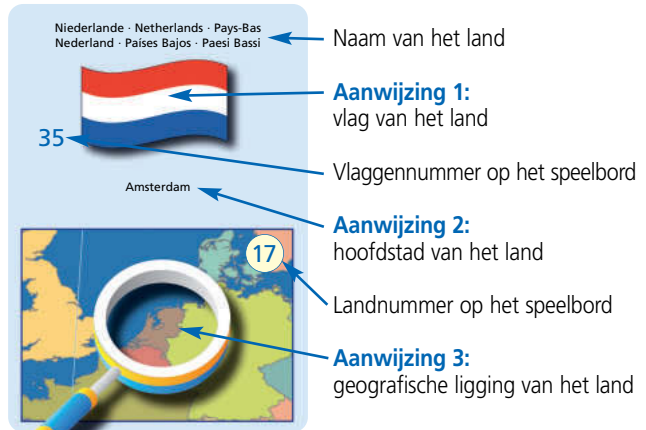 Niederlande · Netherlands · Pays-Bas
Nederland · Países Bajos · Paesi Bassi
35
Amsterdam
17
Naam van het land
Aanwijzing 1:
vlag van het land
Vlaggennummer op het speelbord
Aanwijzing 2:
hoofdstad van het land
Landnummer op het speelbord
Aanwijzing 3:
geografische ligging van het land